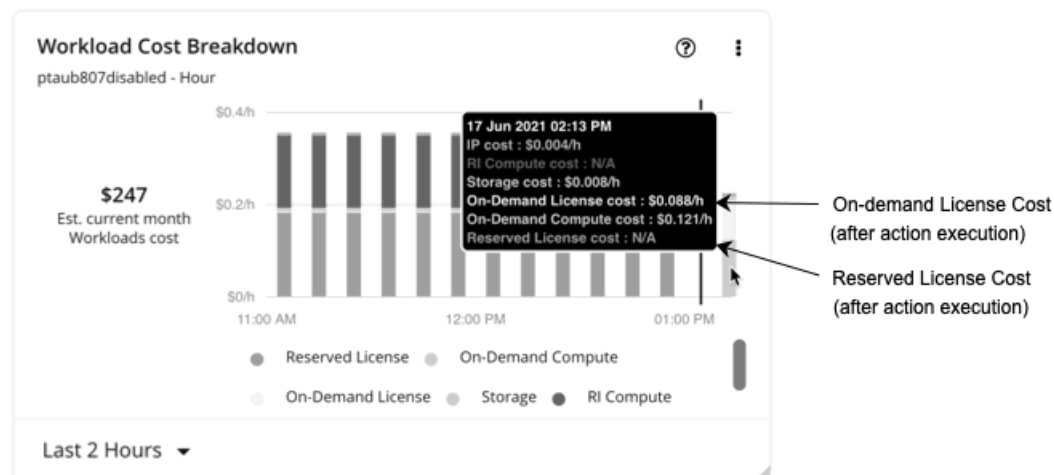 Workload Cost Breakdown
ptaub807disabled - Hour
$0.4/h
17 Jun 2021 02:13 PM
IP cost : $0.004/h
RI Compute cost : N/A
Storage cost : $0.008/h
On-Demand License cost : $0.088/h
On-Demand Compute cost : $0.121/h
Reserved License cost : N/A
$247
Est. current month
Workloads cost
$0.2/h
On-demand License Cost
(after action execution)
Reserved License Cost
(after action execution)
$0/h
11:00 AM 12:00 PM 01:00 PM
Reserved License On-Demand Compute
On-Demand License Storage RI Compute
Last 2 Hours